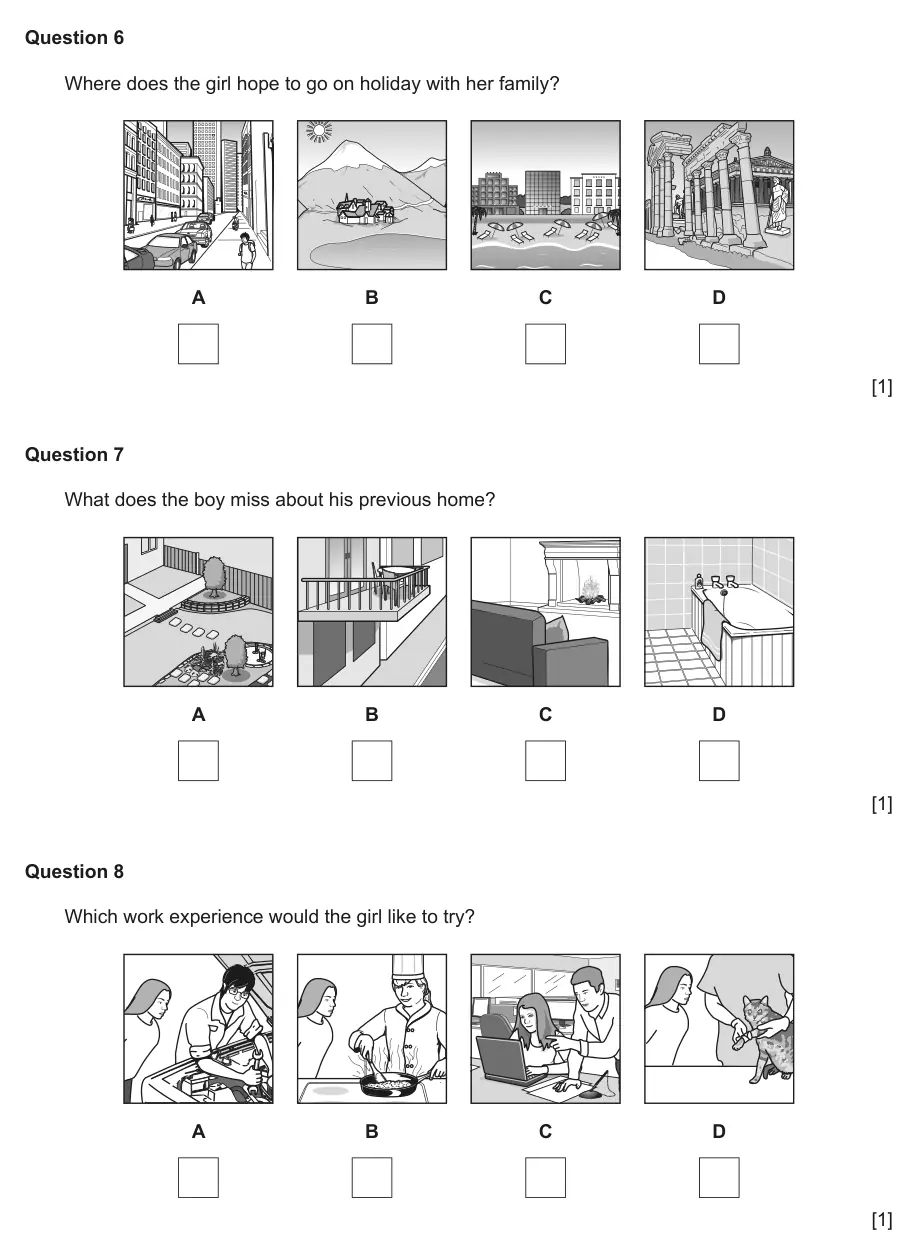 Question 6
Where does the girl hope to go on holiday with her family?
A B C D
[1]
Question 7
What does the boy miss about his previous home?
A B C D
[1]
Question 8
Which work experience would the girl like to try?
A B C D
[1]